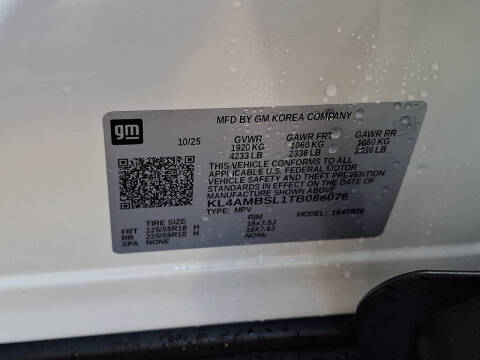 MFD BY GM KOREA COMPANY
gm
10/25 GVWR GAWR FRT GAWR RR
1920 KG 1060 KG 1060 KG
4233 LB 2336 LB 2336 LB
THIS VEHICLE CONFORMS TO ALL
APPLICABLE U.S. FEDERAL MOTOR
VEHICLE SAFETY AND THEFT PREVENTION
STANDARDS IN EFFECT ON THE DATE OF
MANUFACTURE SHOWN ABOVE.
KL4AMBSL1TB086076
TYPE: MPV MODEL:
TIRE SIZE RIM
FRT 225/55R18 H 18X7.5J
RR 225/55R18 H 18X7.5J
SPA NONE NONE